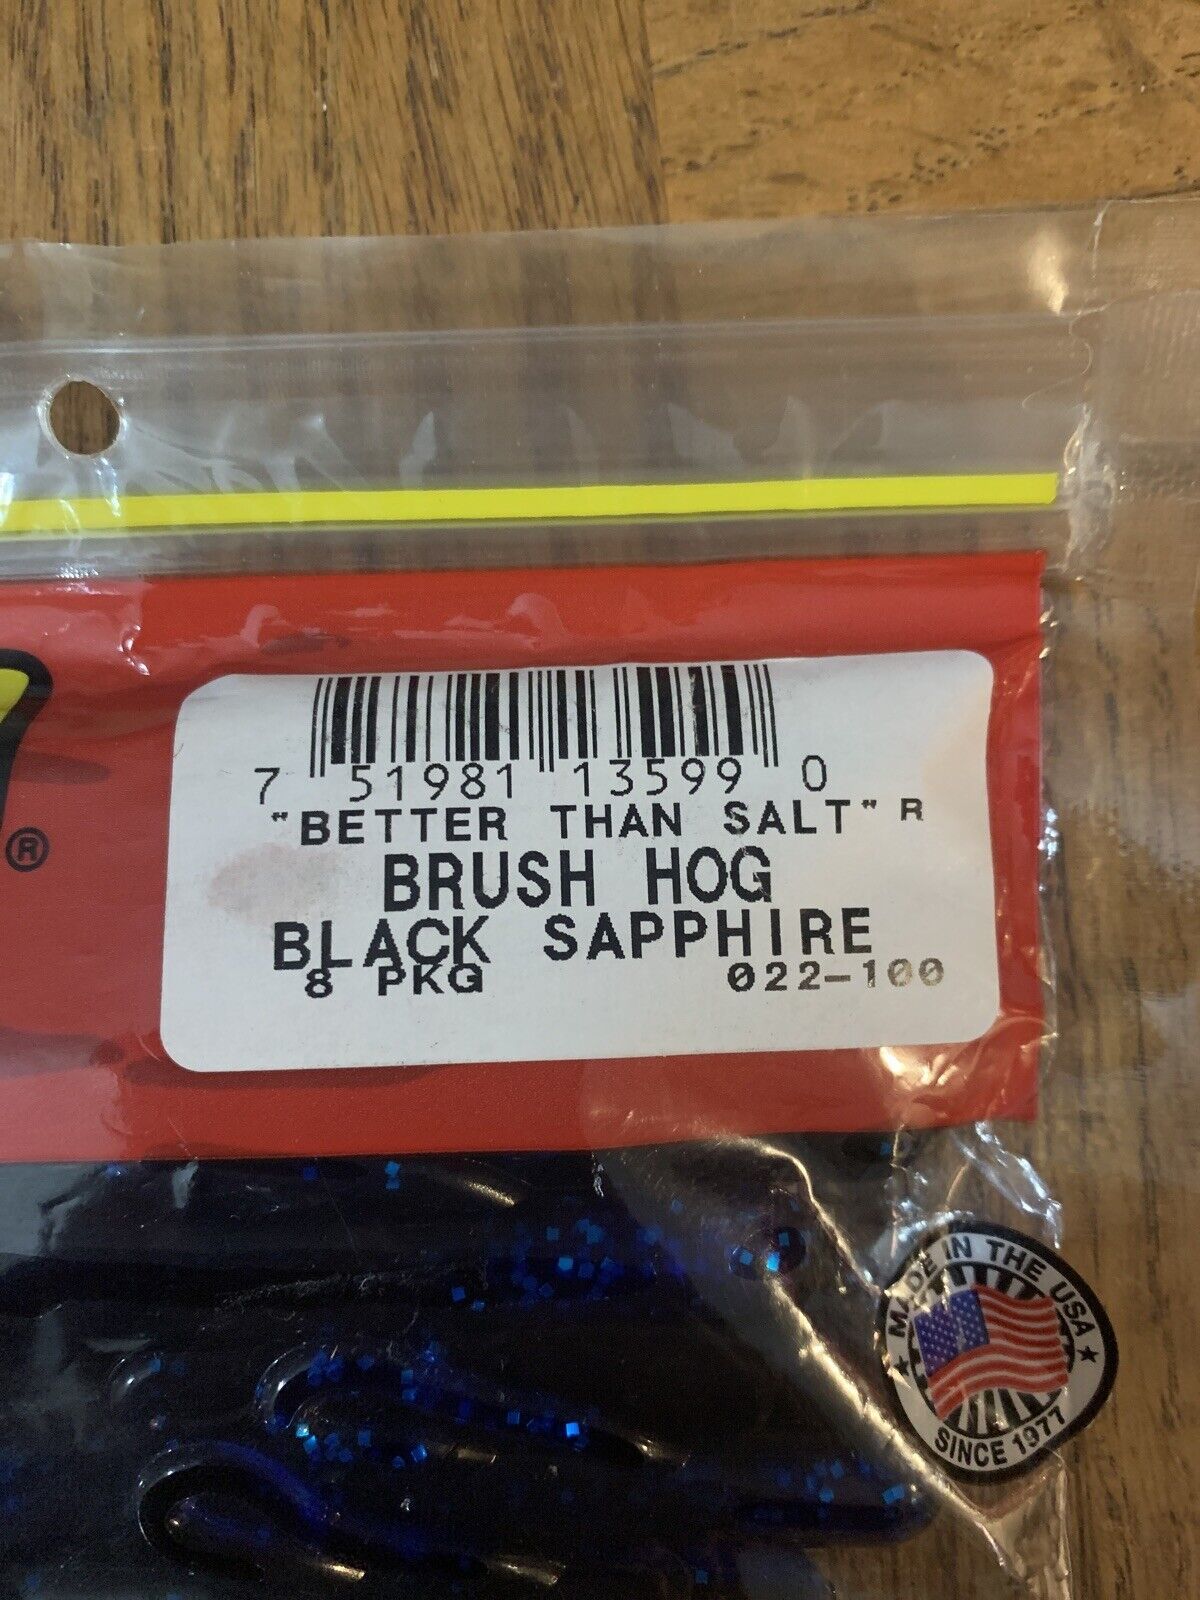 ®
7 51981 13599 0
"BETTER THAN SALT" R
BRUSH HOG
BLACK SAPPHIRE
8 PKG 022-100
MADE IN THE USA
SINCE 1977